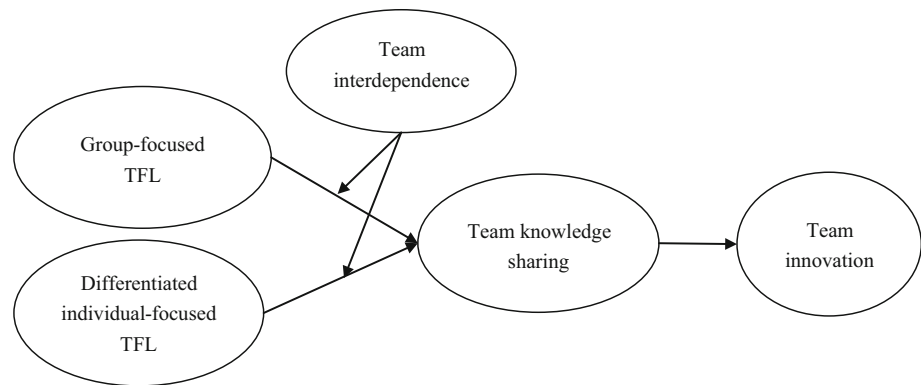 Team
interdependence
Group-focused
TFL
Team knowledge
sharing
Team
innovation
Differentiated
individual-focused
TFL